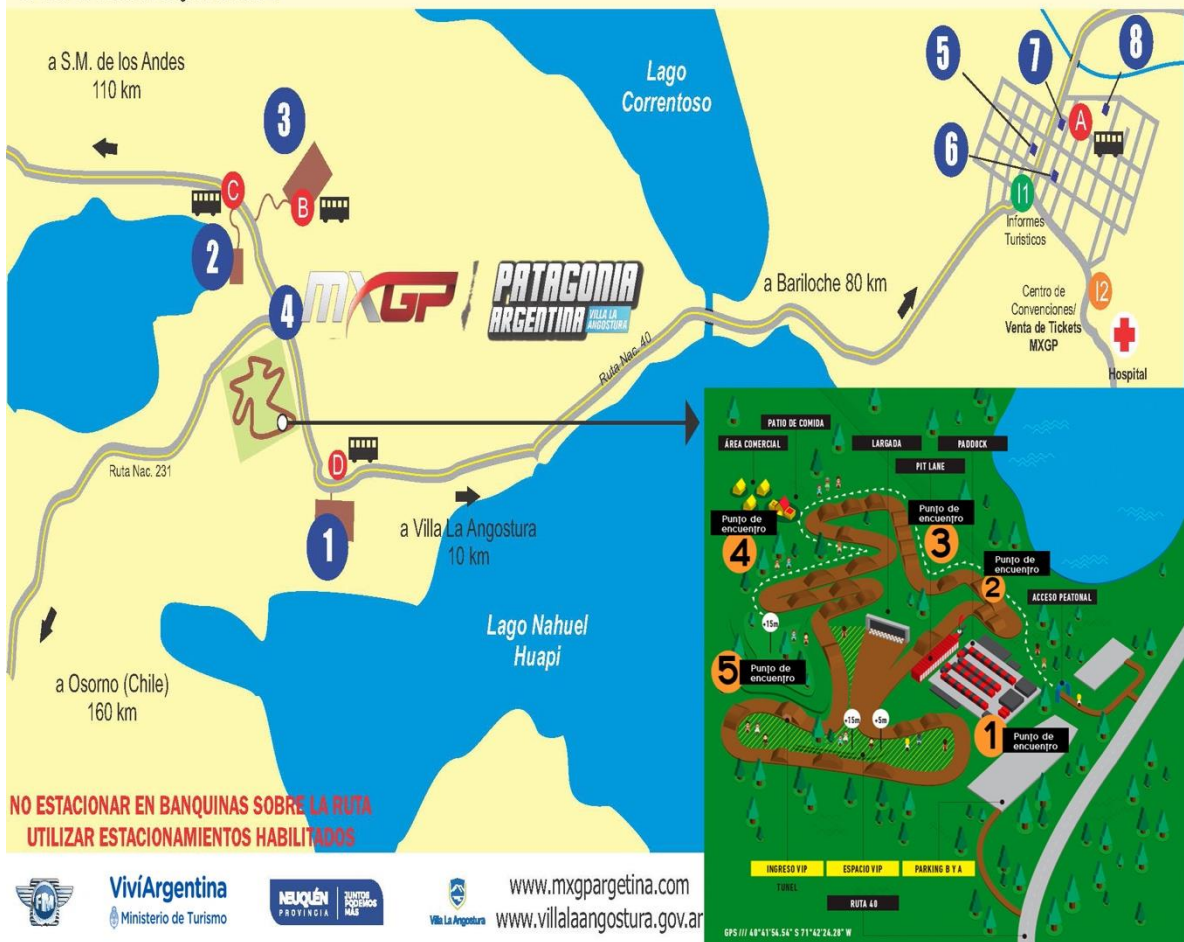 a S.M. de los Andes
110 km
Lago
Correntoso
5
7
8
3
A
6
C
B
I1
Informes
Turisticos
2
MXGP
PATAGONIA
ARGENTINA
VILLA LA
ANGOSTURA
a Bariloche 80 km
I2
Centro de
Convenciones/
Venta de Tickets
MXGP
4
Ruta Nac. 40
Hospital
Ruta Nac. 231
D
1
a Villa La Angostura
10 km
Lago Nahuel
Huapi
a Osorno (Chile)
160 km
PATIO DE COMIDA
ÁREA COMERCIAL
LARGADA
PADDOCK
PIT LANE
Punto de
encuentro
4
Punto de
encuentro
3
Punto de
encuentro
2
ACCESO PEATONAL
+15m
5
Punto de
encuentro
+15m
+5m
1
Punto de
encuentro
INGRESO VIP
ESPACIO VIP
PARKING B Y A
TUNEL
RUTA 40
GPS /// 40°41'54.54" S 71°42'24.28" W
NO ESTACIONAR EN BANQUINAS SOBRE LA RUTA
UTILIZAR ESTACIONAMIENTOS HABILITADOS
FIM
VivíArgentina
Ministerio de Turismo
NEUQUÉN
PROVINCIA
JUNTOS
PODEMOS
MÁS
Villa La Angostura
www.mxgpargetina.com
www.villalaangostura.gov.ar